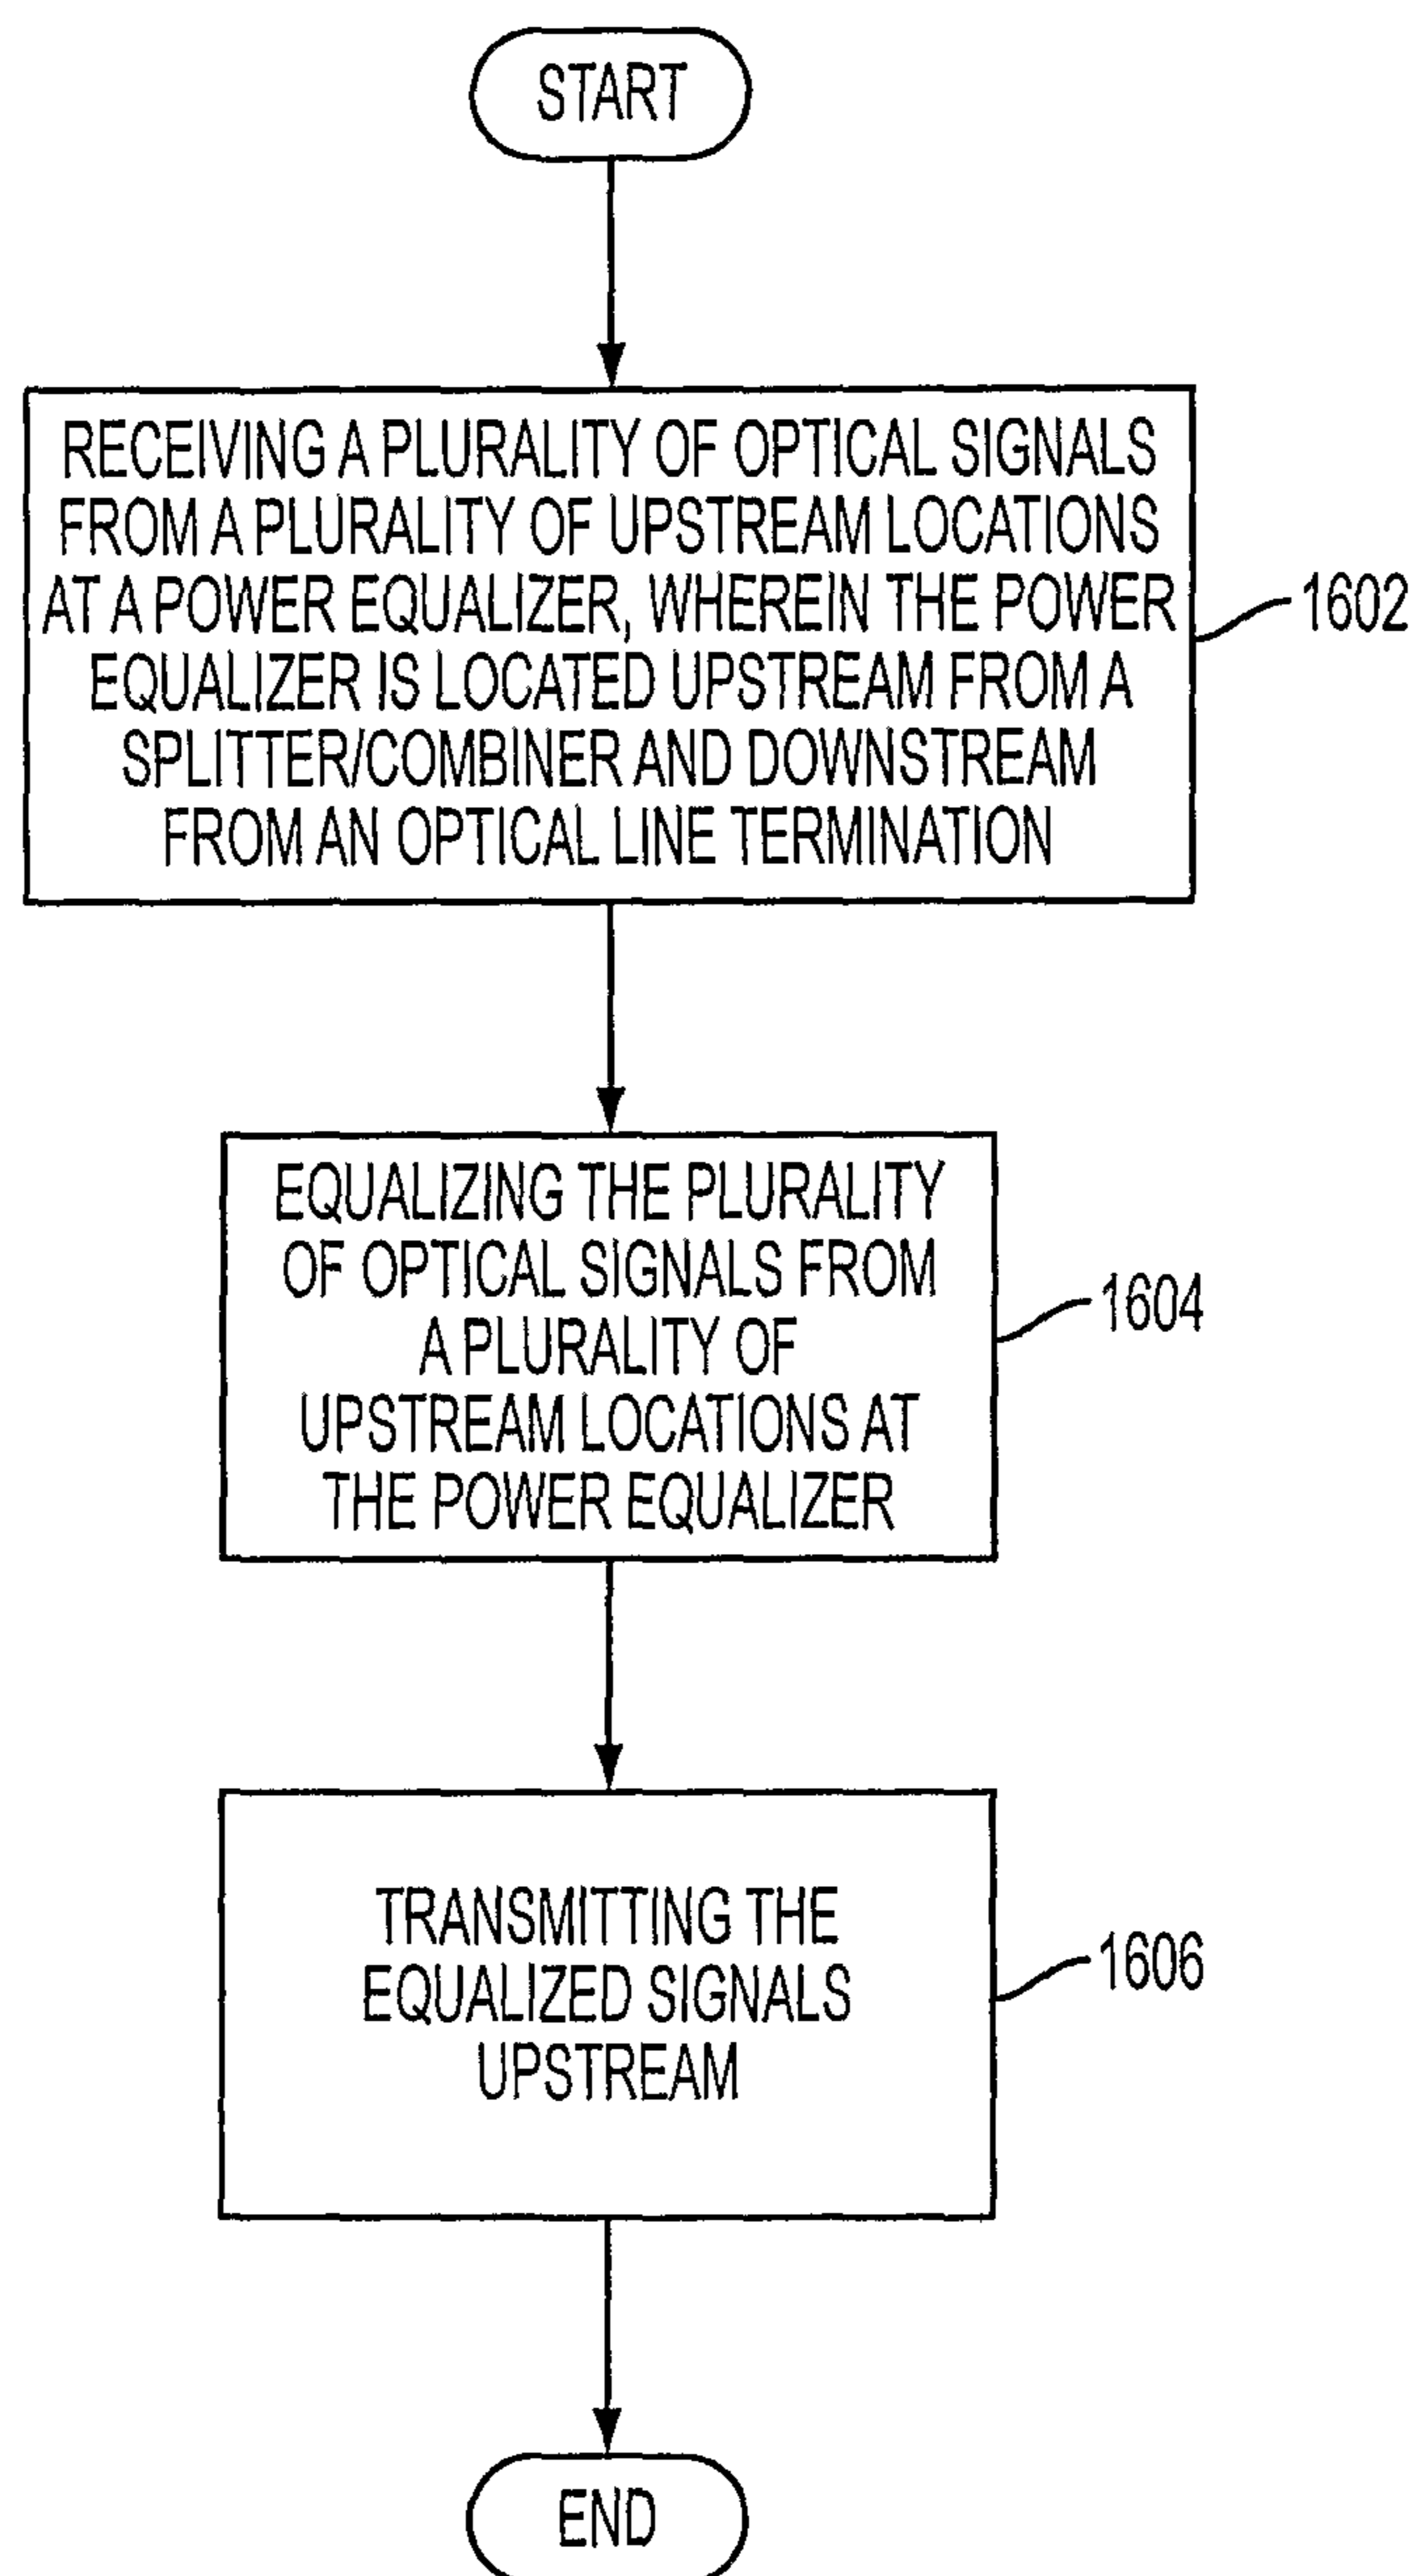 START
RECEIVING A PLURALITY OF OPTICAL SIGNALS
FROM A PLURALITY OF UPSTREAM LOCATIONS
AT A POWER EQUALIZER, WHEREIN THE POWER
EQUALIZER IS LOCATED UPSTREAM FROM A
SPLITTER/COMBINER AND DOWNSTREAM
FROM AN OPTICAL LINE TERMINATION
1602
EQUALIZING THE PLURALITY
OF OPTICAL SIGNALS FROM
A PLURALITY OF
UPSTREAM LOCATIONS AT
THE POWER EQUALIZER
1604
TRANSMITTING THE
EQUALIZED SIGNALS
UPSTREAM
1606
END